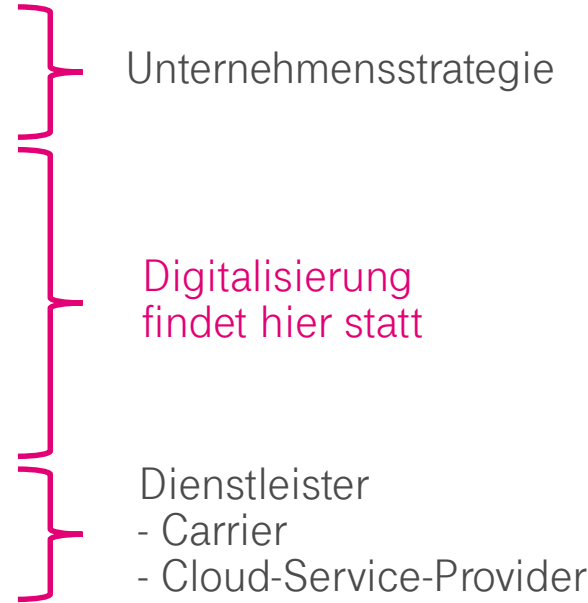 Unternehmensstrategie
Digitalisierung
findet hier statt
Dienstleister
- Carrier
- Cloud-Service-Provider